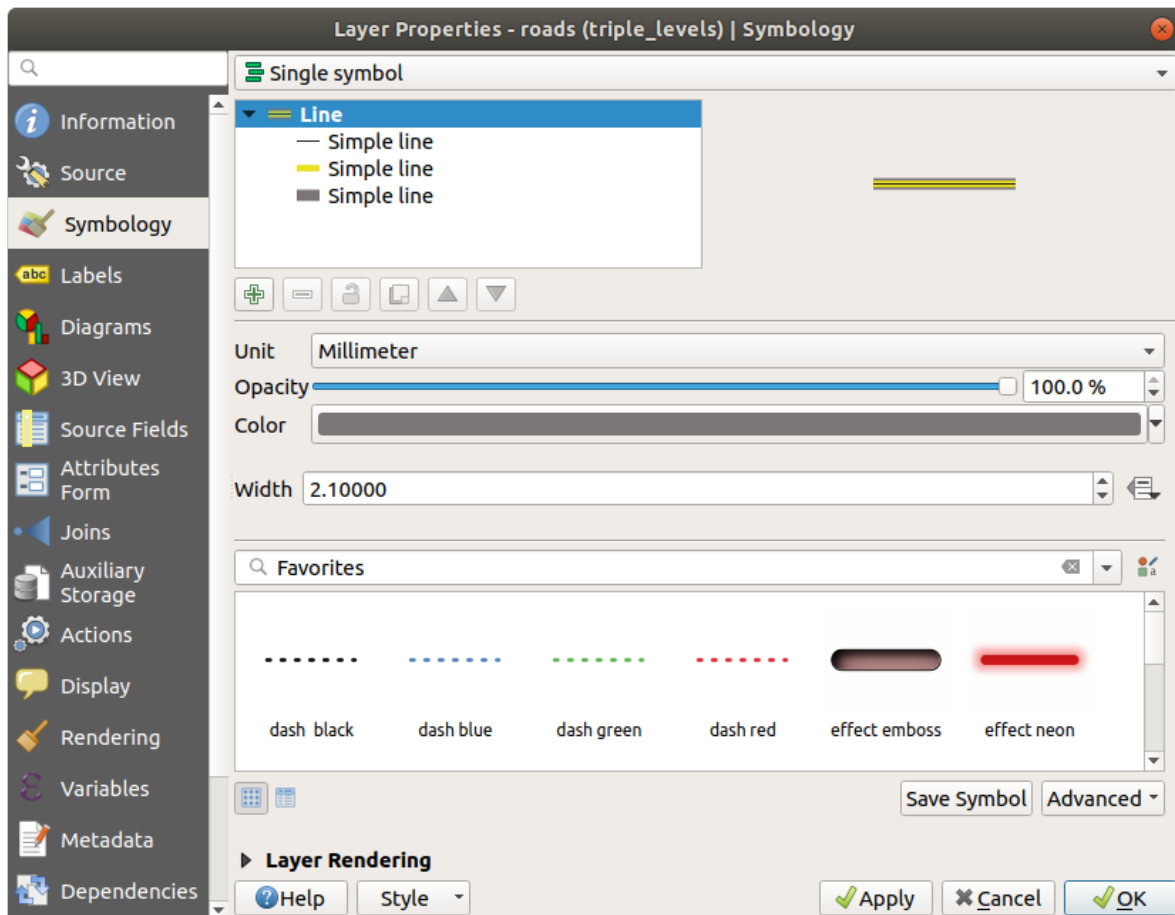 Layer Properties - roads (triple_levels) | Symbology
Information
Source
Symbology
abc Labels
Diagrams
3D View
Source Fields
Attributes
Form
Joins
Auxiliary
Storage
Actions
Display
Rendering
Variables
Metadata
Dependencies
Single symbol
Line
Simple line
Simple line
Simple line
Unit Millimeter
Opacity 100.0 %
Color
Width 2.10000
Favorites
dash black dash blue dash green dash red effect emboss effect neon
Save Symbol Advanced
Layer Rendering
Help Style Apply Cancel OK